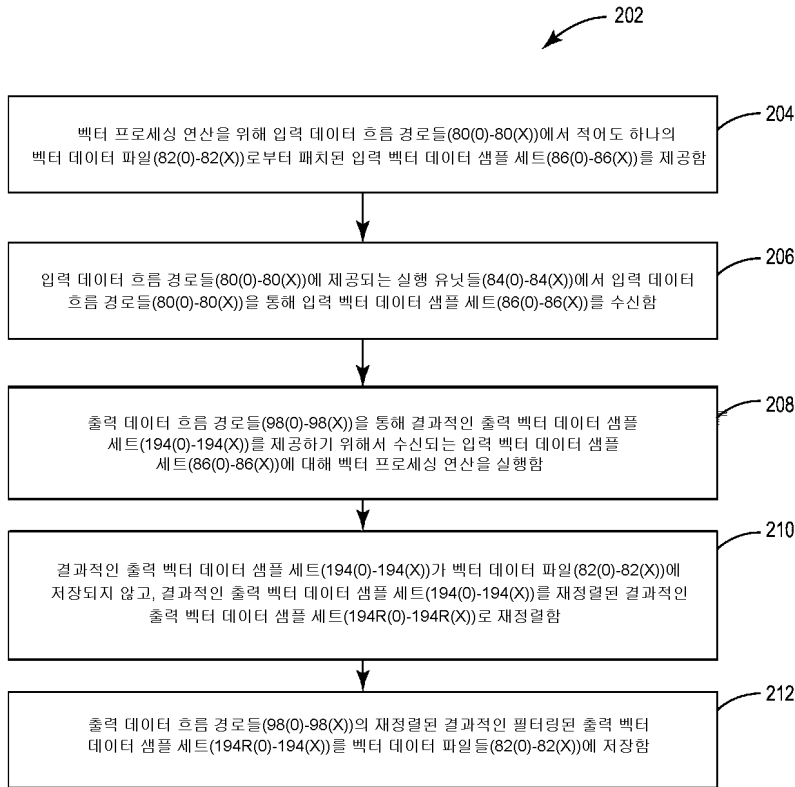 202
204
벡터 프로세싱 연산을 위해 입력 데이터 흐름 경로들(80(0)-80(X))에서 적어도 하나의
벡터 데이터 파일(82(0)-82(X))로부터 패치된 입력 벡터 데이터 샘플 세트(86(0)-86(X))를 제공함
206
입력 데이터 흐름 경로들(80(0)-80(X))에 제공되는 실행 유닛들(84(0)-84(X))에서 입력 데이터
흐름 경로들(80(0)-80(X))을 통해 입력 벡터 데이터 샘플 세트(86(0)-86(X))를 수신함
208
출력 데이터 흐름 경로들(98(0)-98(X))을 통해 결과적인 출력 벡터 데이터 샘플
세트(194(0)-194(X))를 제공하기 위해서 수신되는 입력 벡터 데이터 샘플
세트(86(0)-86(X))에 대해 벡터 프로세싱 연산을 실행함
210
결과적인 출력 벡터 데이터 샘플 세트(194(0)-194(X))가 벡터 데이터 파일(82(0)-82(X))에
저장되지 않고, 결과적인 출력 벡터 데이터 샘플 세트(194(0)-194(X))를 재정렬된 결과적인
출력 벡터 데이터 샘플 세트(194R(0)-194R(X))로 재정렬함
212
출력 데이터 흐름 경로들(98(0)-98(X))의 재정렬된 결과적인 필터링된 출력 벡터
데이터 샘플 세트(194R(0)-194(X))를 벡터 데이터 파일들(82(0)-82(X))에 저장함